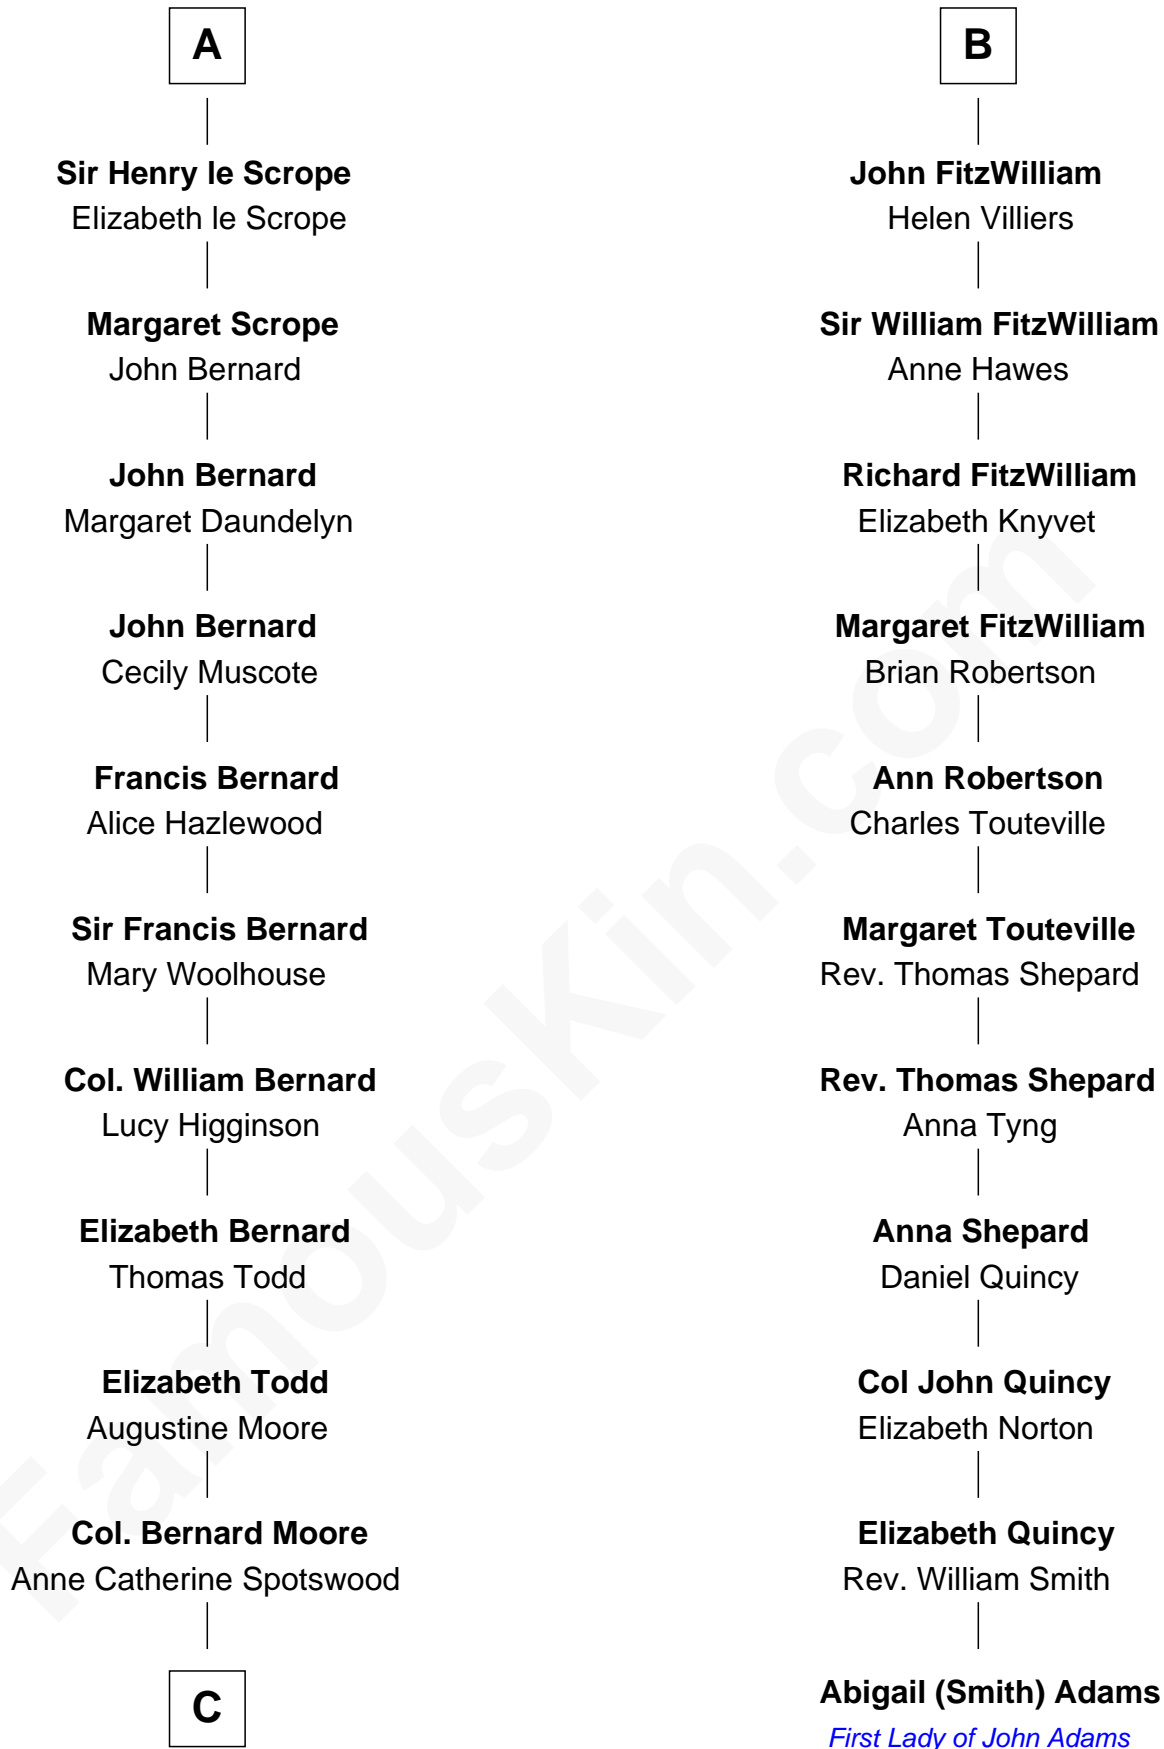 A
Sir Henry le Scrope
Elizabeth le Scrope
Margaret Scrope
John Bernard
John Bernard
Margaret Daundelyn
John Bernard
Cecily Muscote
Francis Bernard
Alice Hazlewood
Sir Francis Bernard
Mary Woolhouse
Col. William Bernard
Lucy Higginson
Elizabeth Bernard
Thomas Todd
Elizabeth Todd
Augustine Moore
Col. Bernard Moore
Anne Catherine Spotswood
C
B
John FitzWilliam
Helen Villiers
Sir William FitzWilliam
Anne Hawes
Richard FitzWilliam
Elizabeth Knyvet
Margaret FitzWilliam
Brian Robertson
Ann Robertson
Charles Touteville
Margaret Touteville
Rev. Thomas Shepard
Rev. Thomas Shepard
Anna Tyng
Anna Shepard
Daniel Quincy
Col John Quincy
Elizabeth Norton
Elizabeth Quincy
Rev. William Smith
Abigail (Smith) Adams
First Lady of John Adams
FamousKin.com